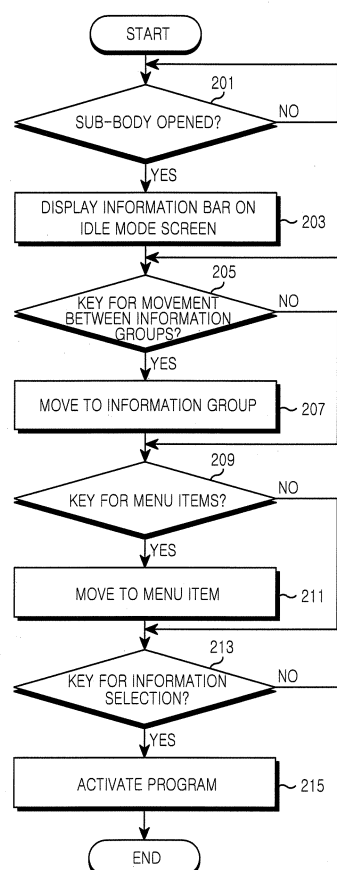 START
201
SUB-BODY OPENED?
NO
YES
DISPLAY INFORMATION BAR ON
IDLE MODE SCREEN
203
205
KEY FOR MOVEMENT
BETWEEN INFORMATION
GROUPS?
NO
YES
MOVE TO INFORMATION GROUP
207
209
KEY FOR MENU ITEMS?
NO
YES
MOVE TO MENU ITEM
211
213
KEY FOR INFORMATION
SELECTION?
NO
YES
ACTIVATE PROGRAM
215
END